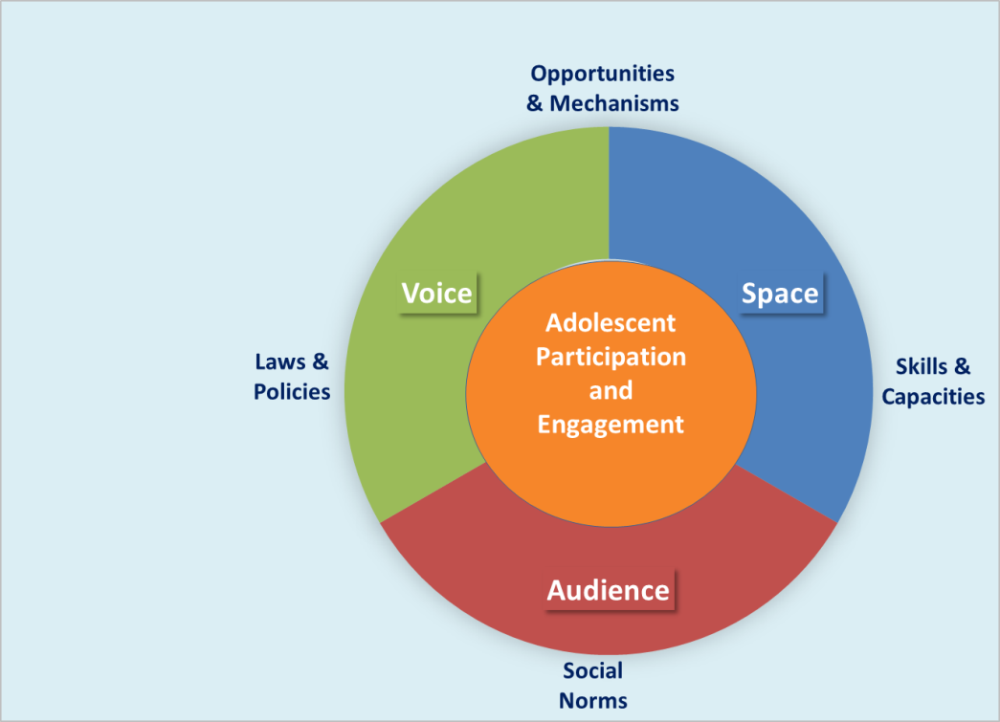 Opportunities
& Mechanisms
Voice
Space
Adolescent
Participation
and
Engagement
Laws &
Policies
Skills &
Capacities
Audience
Social
Norms